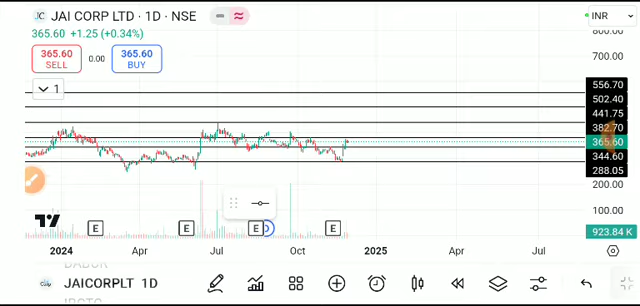 JC JAI CORP LTD · 1D · NSE
INR
365.60 +1.25 (+0.34%)
365.60 SELL
0.00
365.60 BUY
1
800.00
700.00
556.70
502.40
441.75
382.70
365.60
344.60
288.05
200.00
100.00
923.84 K
E E E D E
2024 Apr Jul Oct 2025 Apr Jul
JAICORPLT 1D